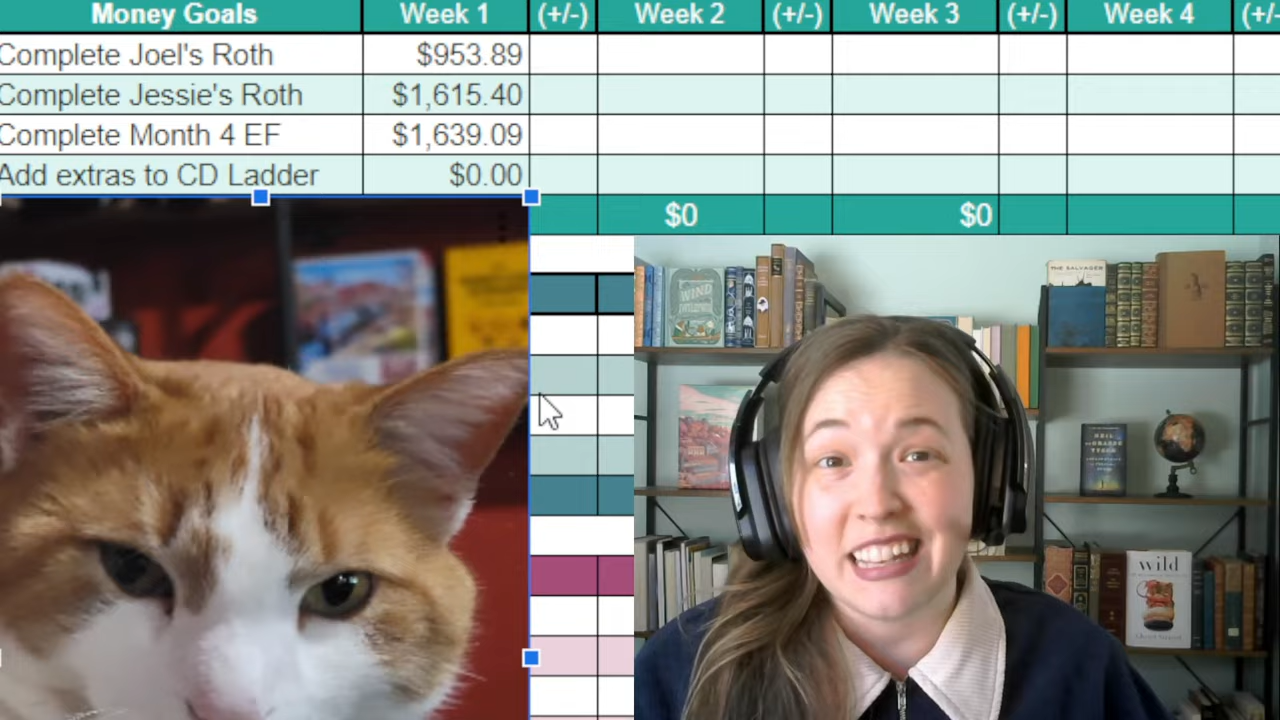 Money Goals Week 1 (+/-) Week 2 (+/-) Week 3 (+/-) Week 4 (+/-
Complete Joel's Roth $953.89
Complete Jessie's Roth $1,615.40
Complete Month 4 EF $1,639.09
Add extras to CD Ladder $0.00
$0 $0
THE SALVAGER
WIND
wild